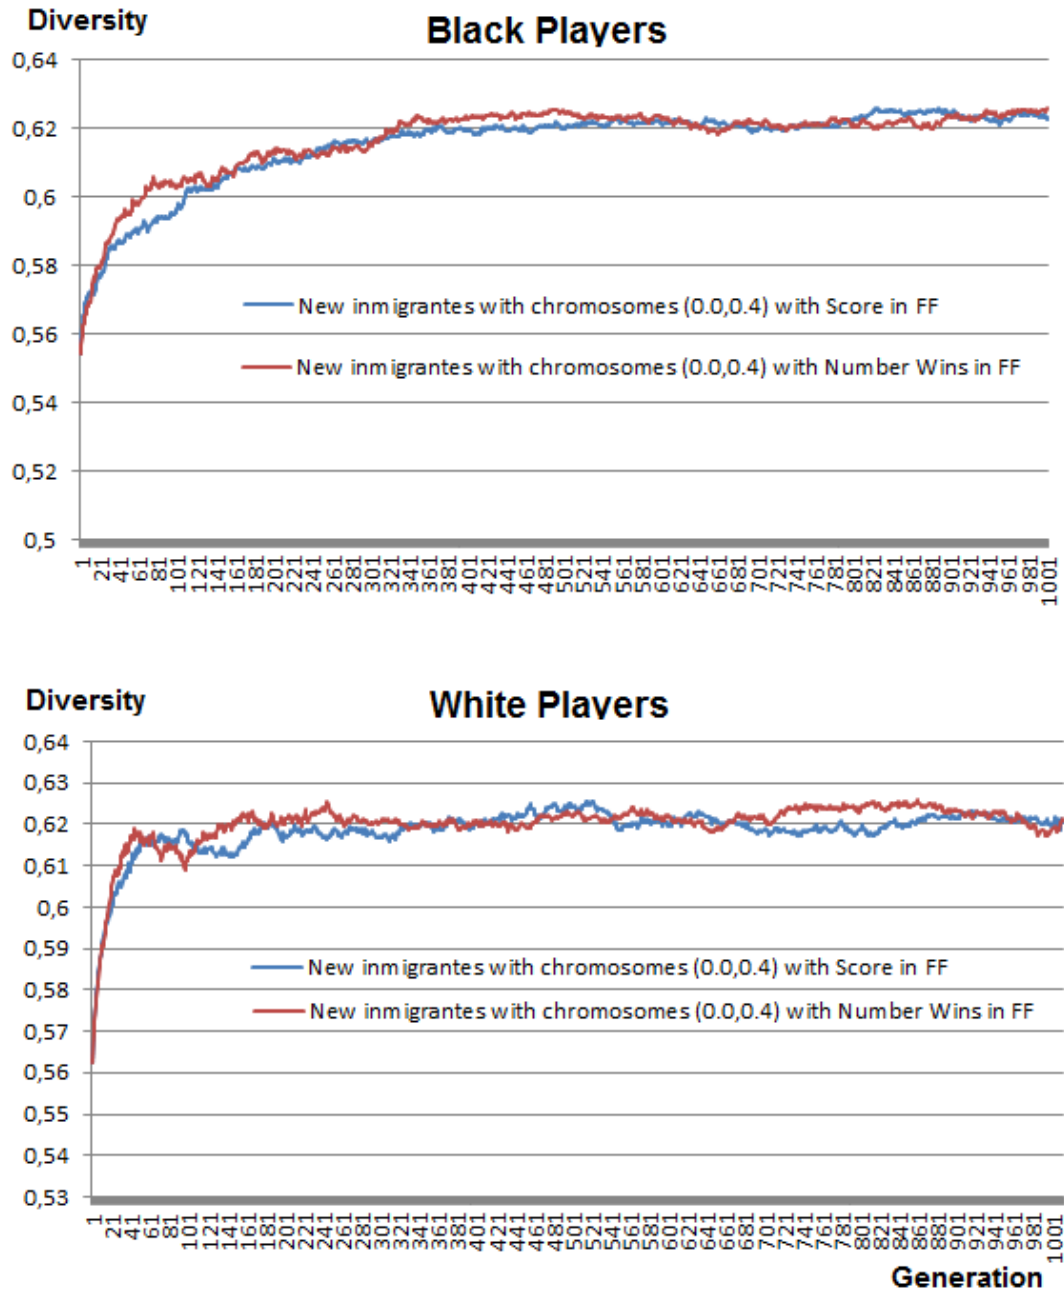 Diversity
Black Players
0,64
0,62
0,6
0,58
0,56
0,54
0,52
0,5
New inmigrantes with chromosomes (0.0,0.4) with Score in FF
New inmigrantes with chromosomes (0.0,0.4) with Number Wins in FF
1 21 41 61 81 101 121 141 161 181 201 221 241 261 281 301 321 341 361 381 401 421 441 461 481 501 521 541 561 581 601 621 641 661 681 701 721 741 761 781 801 821 841 861 881 901 921 941 961 981 1001
Diversity
White Players
0,64
0,63
0,62
0,61
0,6
0,59
0,58
0,57
0,56
0,55
0,54
0,53
New inmigrantes with chromosomes (0.0,0.4) with Score in FF
New inmigrantes with chromosomes (0.0,0.4) with Number Wins in FF
1 21 41 61 81 101 121 141 161 181 201 221 241 261 281 301 321 341 361 381 401 421 441 461 481 501 521 541 561 581 601 621 641 661 681 701 721 741 761 781 801 821 841 861 881 901 921 941 961 981 1001
Generation